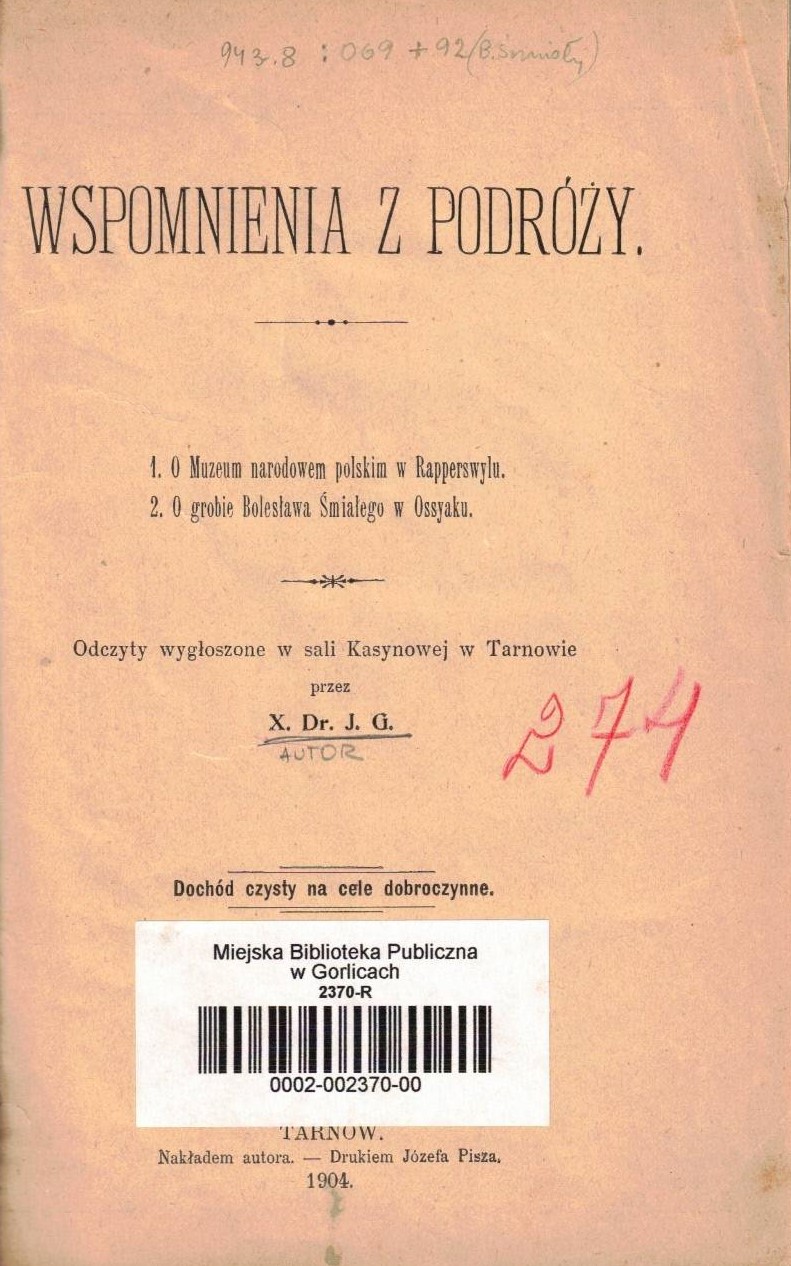 943.8 : 069 + 92 (B. Śmiały)
WSPOMNIENIA Z PODRÓŻY.
1. O Muzeum narodowem polskim w Rapperswylu.
2. O grobie Bolesława Śmiałego w Ossyaku.
Odczyty wygłoszone w sali Kasynowej w Tarnowie
przez
X. Dr. J. G.
AUTOR
274
Dochód czysty na cele dobroczynne.
Miejska Biblioteka Publiczna
w Gorlicach
2370-R
0002-002370-00
TARNÓW.
Nakładem autora. — Drukiem Józefa Pisza.
1904.